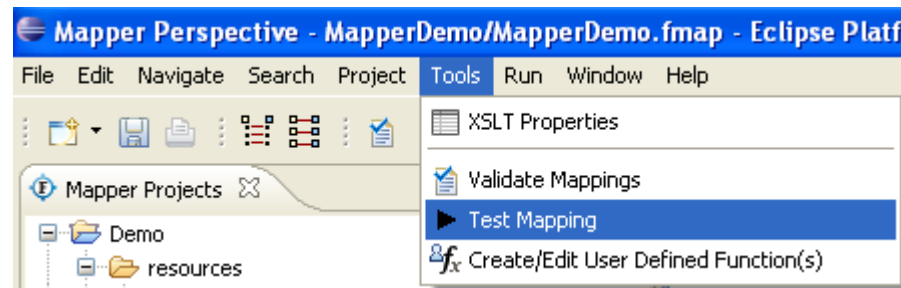 Mapper Perspective - MapperDemo/MapperDemo.fmap - Eclipse Platf
File Edit Navigate Search Project Tools Run Window Help
XSLT Properties
Validate Mappings
Test Mapping
fx Create/Edit User Defined Function(s)
Mapper Projects
Demo
resources